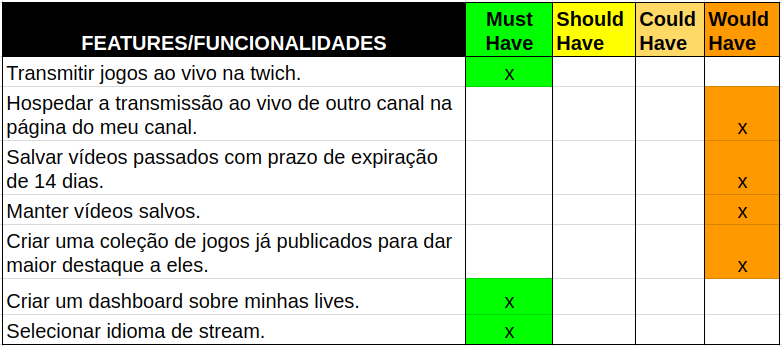 FEATURES/FUNCIONALIDADES
Must Have
Should Have
Could Have
Would Have
Transmitir jogos ao vivo na twich.
x
Hospedar a transmissão ao vivo de outro canal na
página do meu canal.
x
Salvar vídeos passados com prazo de expiração
de 14 dias.
x
Manter vídeos salvos.
x
Criar uma coleção de jogos já publicados para dar
maior destaque a eles.
x
Criar um dashboard sobre minhas lives.
x
Selecionar idioma de stream.
x